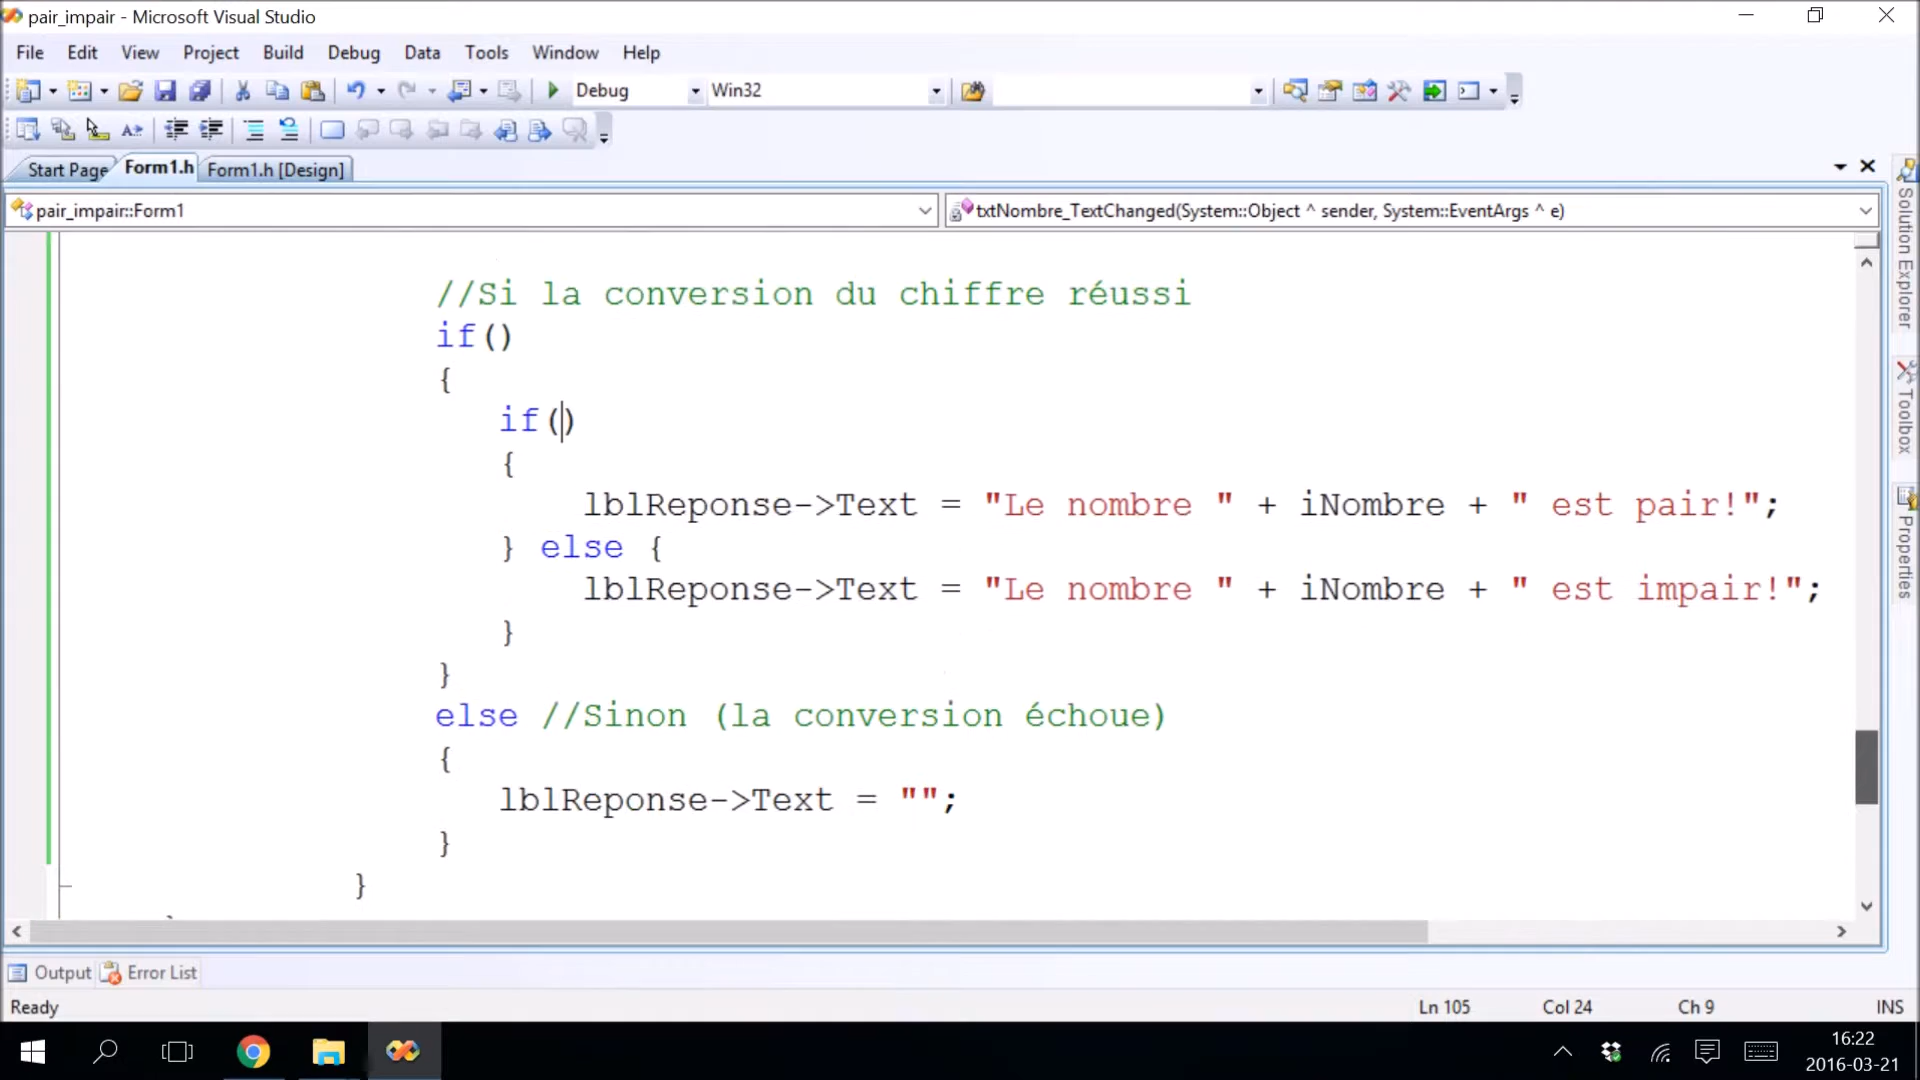 pair_impair - Microsoft Visual Studio
File Edit View Project Build Debug Data Tools Window Help
Debug Win32
Start Page Form1.h Form1.h [Design]
pair_impair::Form1 txtNombre_TextChanged(System::Object ^ sender, System::EventArgs ^ e)
//Si la conversion du chiffre réussi
if()
{
if()
{
lblReponse->Text = "Le nombre " + iNombre + " est pair!";
} else {
lblReponse->Text = "Le nombre " + iNombre + " est impair!";
}
}
else //Sinon (la conversion échoue)
{
lblReponse->Text = "";
}
}
Solution Explorer
Toolbox
Properties
Output Error List
Ready Ln 105 Col 24 Ch 9 INS
16:22
2016-03-21